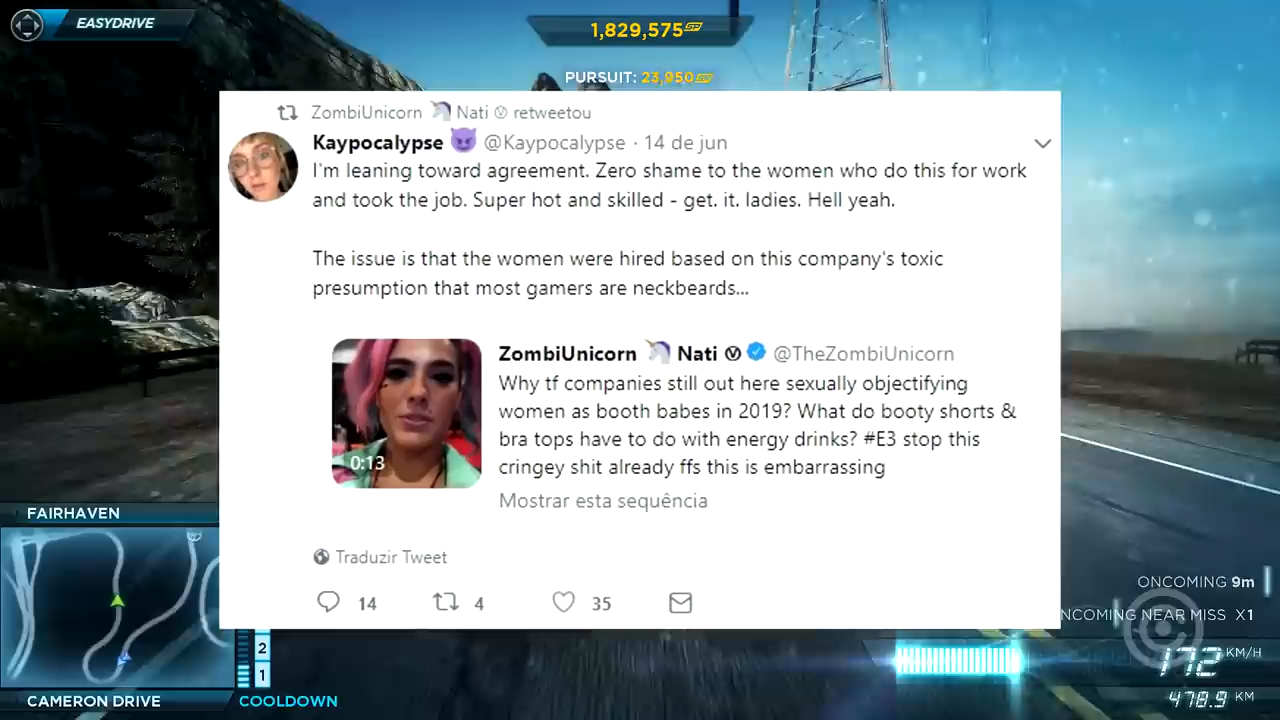 EASYDRIVE
1,829,575 SP
PURSUIT: 23,950 SP
ZombiUnicorn 🦄 Nati Ⓥ retweetou
Kaypocalypse 😈 @Kaypocalypse · 14 de jun
I'm leaning toward agreement. Zero shame to the women who do this for work
and took the job. Super hot and skilled - get. it. ladies. Hell yeah.
The issue is that the women were hired based on this company's toxic
presumption that most gamers are neckbeards...
ZombiUnicorn 🦄 Nati Ⓥ @TheZombiUnicorn
Why tf companies still out here sexually objectifying
women as booth babes in 2019? What do booty shorts &
bra tops have to do with energy drinks? #E3 stop this
cringey shit already ffs this is embarrassing
0:13
Mostrar esta sequência
Traduzir Tweet
14 4 35
FAIRHAVEN
2
1
CAMERON DRIVE
COOLDOWN
ONCOMING 9m
NCOMING NEAR MISS X1
172 KM/H
478.9 KM